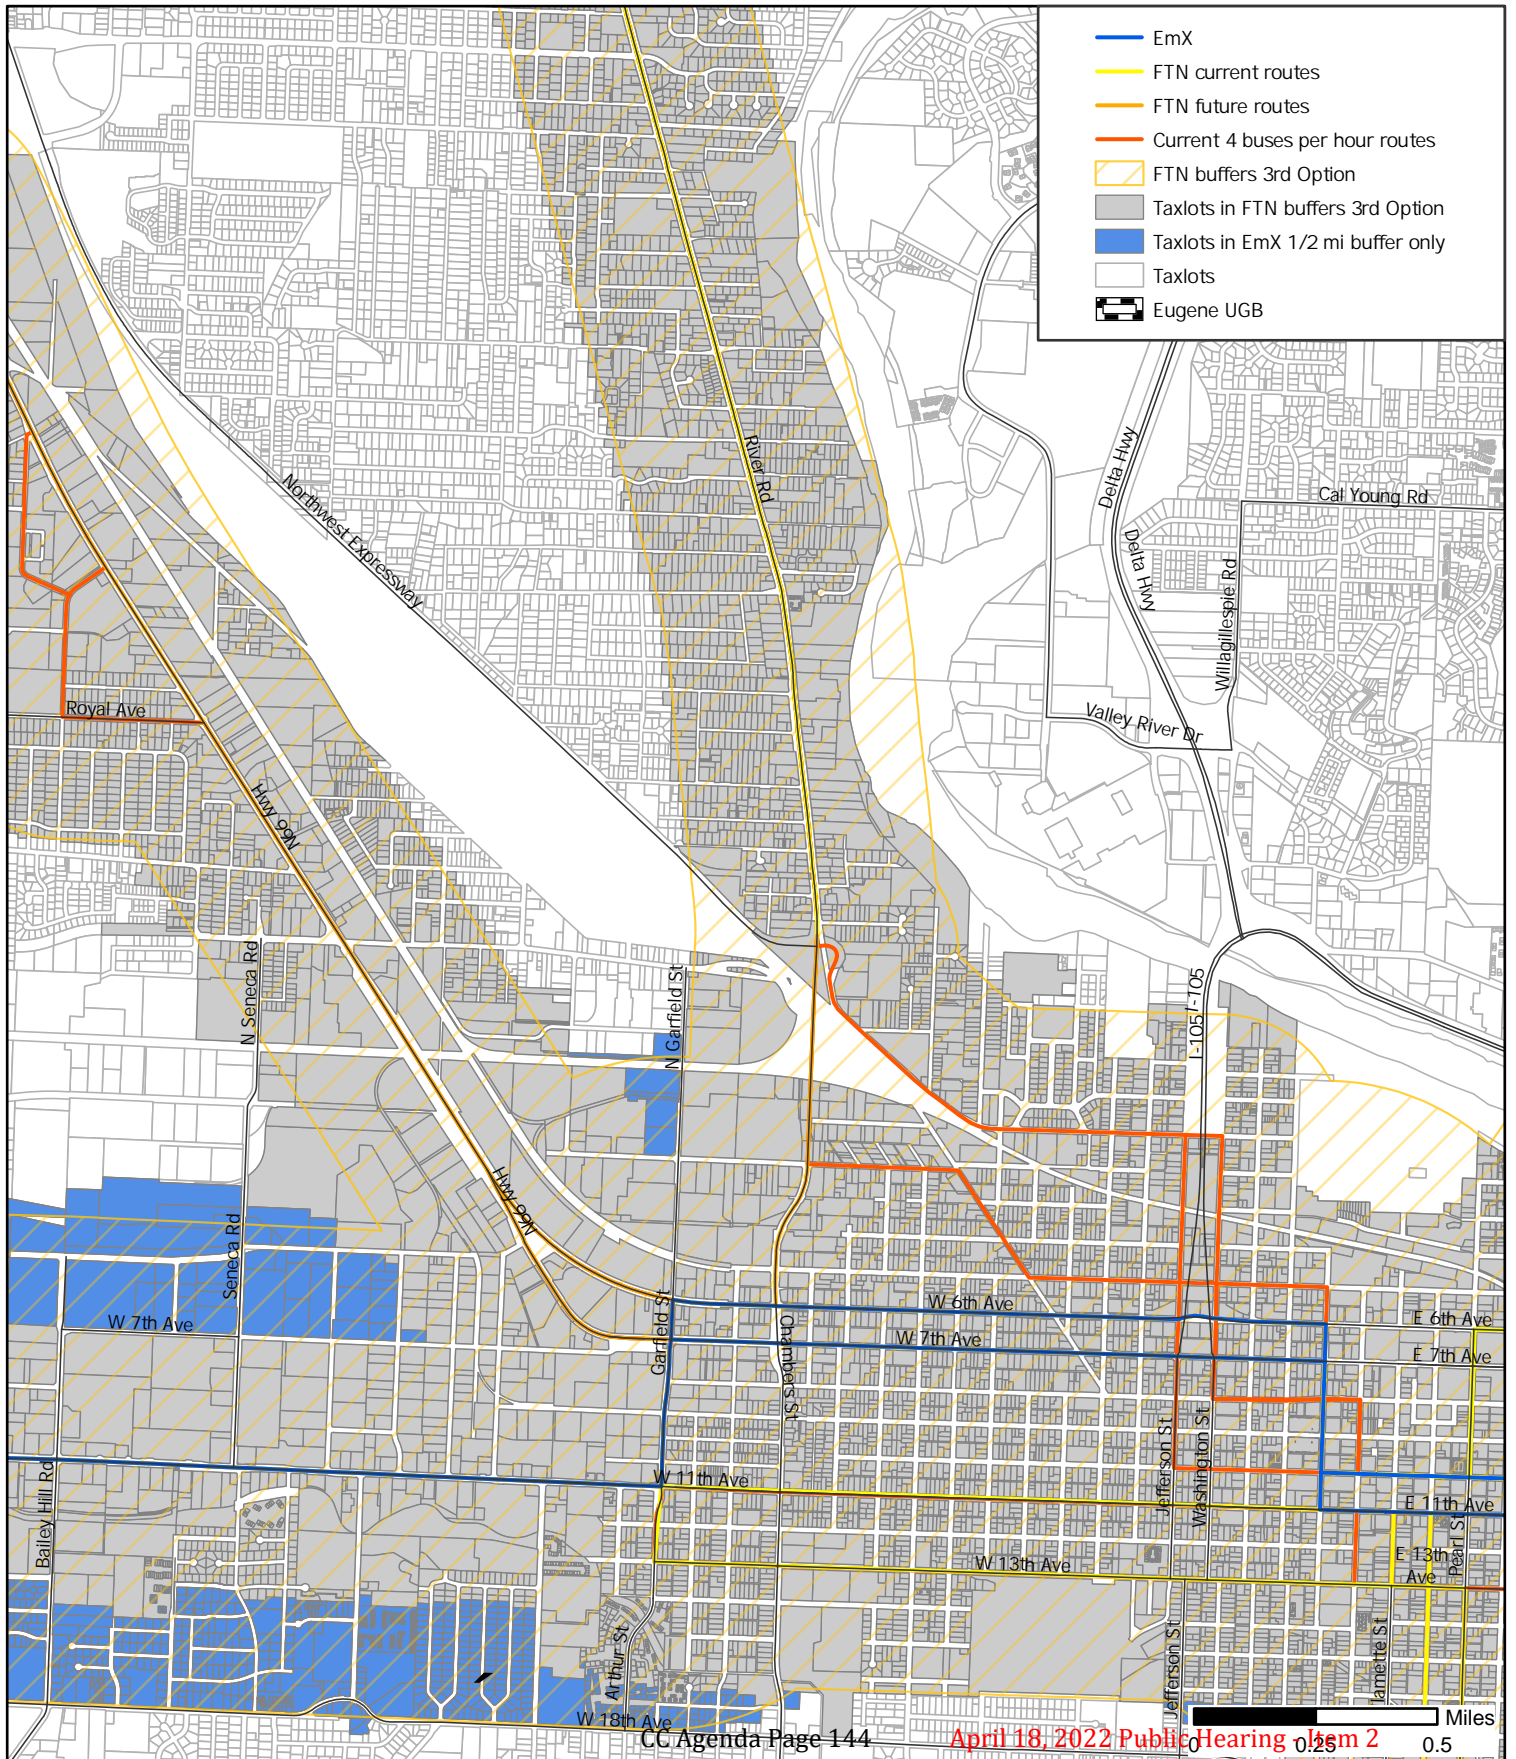 EmX
FTN current routes
FTN future routes
Current 4 buses per hour routes
FTN buffers 3rd Option
Taxlots in FTN buffers 3rd Option
Taxlots in EmX 1/2 mi buffer only
Taxlots
Eugene UGB
River Rd
Northwest Expressway
Delta Hwy
Cal Young Rd
Delta Hwy
Willagillespie Rd
Valley River Dr
Royal Ave
Hwy 99N
N Seneca Rd
N Garfield St
I-105
I-105
Hwy 99N
Seneca Rd
W 7th Ave
Garfield St
Chambers St
W 6th Ave
W 7th Ave
E 6th Ave
E 7th Ave
Bailey Hill Rd
W 11th Ave
Jefferson St
Washington St
E 11th Ave
Pearl St
W 13th Ave
E 13th
Ave
Arthur St
Jefferson St
lamette St
W 18th Ave
Miles
0 0.25 0.5
CC Agenda Page 144
April 18, 2022 Public Hearing - Item 2